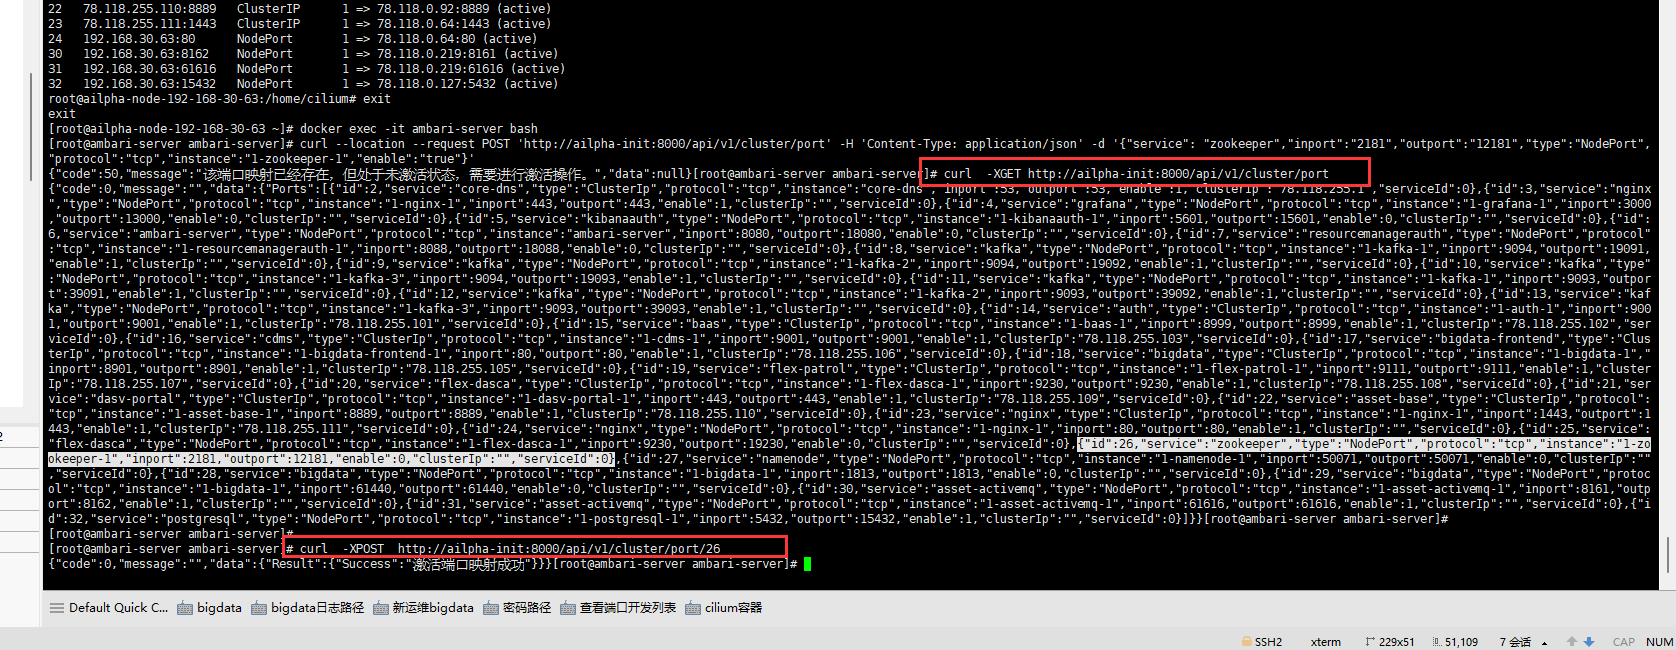 22   78.118.255.110:8889   ClusterIP      1 => 78.118.0.92:8889 (active)
23   78.118.255.111:1443   ClusterIP      1 => 78.118.0.64:1443 (active)
24   192.168.30.63:80      NodePort       1 => 78.118.0.64:80 (active)
30   192.168.30.63:8162    NodePort       1 => 78.118.0.219:8161 (active)
31   192.168.30.63:61616   NodePort       1 => 78.118.0.219:61616 (active)
32   192.168.30.63:15432   NodePort       1 => 78.118.0.127:5432 (active)
root@ailpha-node-192-168-30-63:/home/cilium# exit
exit
[root@ailpha-node-192-168-30-63 ~]# docker exec -it ambari-server bash
[root@ambari-server ambari-server]# curl --location --request POST 'http://ailpha-init:8000/api/v1/cluster/port' -H 'Content-Type: application/json' -d '{"service": "zookeeper","inport":"2181","outport":"12181","type":"NodePort",
"protocol":"tcp","instance":"1-zookeeper-1","enable":"true"}'
{"code":50,"message":"该端口映射已经存在，但处于未激活状态，需要进行激活操作。","data":null}[root@ambari-server ambari-server]# curl  -XGET http://ailpha-init:8000/api/v1/cluster/port
{"code":0,"message":"","data":{"Ports":[{"id":2,"service":"core-dns","type":"ClusterIP","protocol":"tcp","instance":"core-dns","inport":53,"outport":53,"enable":1,"clusterIp":"78.118.255.1","serviceId":0},{"id":3,"service":"nginx
","type":"NodePort","protocol":"tcp","instance":"1-nginx-1","inport":443,"outport":443,"enable":1,"clusterIp":"","serviceId":0},{"id":4,"service":"grafana","type":"NodePort","protocol":"tcp","instance":"1-grafana-1","inport":3000
,"outport":13000,"enable":0,"clusterIp":"","serviceId":0},{"id":5,"service":"kibanaauth","type":"NodePort","protocol":"tcp","instance":"1-kibanaauth-1","inport":5601,"outport":15601,"enable":0,"clusterIp":"","serviceId":0},{"id":
6,"service":"ambari-server","type":"NodePort","protocol":"tcp","instance":"ambari-server","inport":8080,"outport":18080,"enable":0,"clusterIp":"","serviceId":0},{"id":7,"service":"resourcemanagerauth","type":"NodePort","protocol"
:"tcp","instance":"1-resourcemanagerauth-1","inport":8088,"outport":18088,"enable":0,"clusterIp":"","serviceId":0},{"id":8,"service":"kafka","type":"NodePort","protocol":"tcp","instance":"1-kafka-1","inport":9094,"outport":19091,
"enable":1,"clusterIp":"","serviceId":0},{"id":9,"service":"kafka","type":"NodePort","protocol":"tcp","instance":"1-kafka-2","inport":9094,"outport":19092,"enable":1,"clusterIp":"","serviceId":0},{"id":10,"service":"kafka","type"
:"NodePort","protocol":"tcp","instance":"1-kafka-3","inport":9094,"outport":19093,"enable":1,"clusterIp":"","serviceId":0},{"id":11,"service":"kafka","type":"NodePort","protocol":"tcp","instance":"1-kafka-1","inport":9093,"outpor
t":39091,"enable":1,"clusterIp":"","serviceId":0},{"id":12,"service":"kafka","type":"NodePort","protocol":"tcp","instance":"1-kafka-2","inport":9093,"outport":39092,"enable":1,"clusterIp":"","serviceId":0},{"id":13,"service":"kaf
ka","type":"NodePort","protocol":"tcp","instance":"1-kafka-3","inport":9093,"outport":39093,"enable":1,"clusterIp":"","serviceId":0},{"id":14,"service":"auth","type":"ClusterIp","protocol":"tcp","instance":"1-auth-1","inport":900
1,"outport":9001,"enable":1,"clusterIp":"78.118.255.101","serviceId":0},{"id":15,"service":"baas","type":"ClusterIp","protocol":"tcp","instance":"1-baas-1","inport":8999,"outport":8999,"enable":1,"clusterIp":"78.118.255.102","ser
viceId":0},{"id":16,"service":"cdms","type":"ClusterIp","protocol":"tcp","instance":"1-cdms-1","inport":9001,"outport":9001,"enable":1,"clusterIp":"78.118.255.103","serviceId":0},{"id":17,"service":"bigdata-frontend","type":"Clus
terIp","protocol":"tcp","instance":"1-bigdata-frontend-1","inport":80,"outport":80,"enable":1,"clusterIp":"78.118.255.106","serviceId":0},{"id":18,"service":"bigdata","type":"ClusterIp","protocol":"tcp","instance":"1-bigdata-1","
inport":8901,"outport":8901,"enable":1,"clusterIp":"78.118.255.105","serviceId":0},{"id":19,"service":"flex-patrol","type":"ClusterIp","protocol":"tcp","instance":"1-flex-patrol-1","inport":9111,"outport":9111,"enable":1,"cluster
Ip":"78.118.255.107","serviceId":0},{"id":20,"service":"flex-dasca","type":"ClusterIp","protocol":"tcp","instance":"1-flex-dasca-1","inport":9230,"outport":9230,"enable":1,"clusterIp":"78.118.255.108","serviceId":0},{"id":21,"ser
vice":"dasv-portal","type":"ClusterIp","protocol":"tcp","instance":"1-dasv-portal-1","inport":443,"outport":443,"enable":1,"clusterIp":"78.118.255.109","serviceId":0},{"id":22,"service":"asset-base","type":"ClusterIp","protocol":
"tcp","instance":"1-asset-base-1","inport":8889,"outport":8889,"enable":1,"clusterIp":"78.118.255.110","serviceId":0},{"id":23,"service":"nginx","type":"ClusterIp","protocol":"tcp","instance":"1-nginx-1","inport":1443,"outport":1
443,"enable":1,"clusterIp":"78.118.255.111","serviceId":0},{"id":24,"service":"nginx","type":"NodePort","protocol":"tcp","instance":"1-nginx-1","inport":80,"outport":80,"enable":1,"clusterIp":"","serviceId":0},{"id":25,"service":
"flex-dasca","type":"NodePort","protocol":"tcp","instance":"1-flex-dasca-1","inport":9230,"outport":19230,"enable":0,"clusterIp":"","serviceId":0},{"id":26,"service":"zookeeper","type":"NodePort","protocol":"tcp","instance":"1-zo
okeeper-1","inport":2181,"outport":12181,"enable":0,"clusterIp":"","serviceId":0},{"id":27,"service":"namenode","type":"NodePort","protocol":"tcp","instance":"1-namenode-1","inport":50071,"outport":50071,"enable":0,"clusterIp":""
,"serviceId":0},{"id":28,"service":"bigdata","type":"NodePort","protocol":"tcp","instance":"1-bigdata-1","inport":1813,"outport":1813,"enable":0,"clusterIp":"","serviceId":0},{"id":29,"service":"bigdata","type":"NodePort","protoc
ol":"tcp","instance":"1-bigdata-1","inport":61440,"outport":61440,"enable":0,"clusterIp":"","serviceId":0},{"id":30,"service":"asset-activemq","type":"NodePort","protocol":"tcp","instance":"1-asset-activemq-1","inport":8161,"outp
ort":8162,"enable":1,"clusterIp":"","serviceId":0},{"id":31,"service":"asset-activemq","type":"NodePort","protocol":"tcp","instance":"1-asset-activemq-1","inport":61616,"outport":61616,"enable":1,"clusterIp":"","serviceId":0},{"i
d":32,"service":"postgresql","type":"NodePort","protocol":"tcp","instance":"1-postgresql-1","inport":5432,"outport":15432,"enable":1,"clusterIp":"","serviceId":0}]}}[root@ambari-server ambari-server]#
[root@ambari-server ambari-server]#
[root@ambari-server ambari-server]# curl  -XPOST  http://ailpha-init:8000/api/v1/cluster/port/26
{"code":0,"message":"","data":{"Result":{"Success":"激活端口映射成功"}}}[root@ambari-server ambari-server]#
2
Default Quick C...  bigdata  bigdata日志路径  新运维bigdata  密码路径  查看端口开发列表  cilium容器
SSH2  xterm  229x51  51,109  7 会话  CAP  NUM